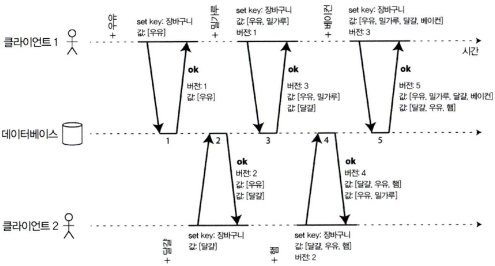 + 우유
set key: 장바구니
값: [우유]
+ 밀가루
set key: 장바구니
값: [우유, 밀가루]
버전: 1
+ 베이컨
set key: 장바구니
값: [우유, 밀가루, 달걀, 베이컨]
버전: 3
클라이언트 1
시간
ok
버전: 1
값: [우유]
ok
버전: 3
값: [우유, 밀가루]
값: [달걀]
ok
버전: 5
값: [우유, 밀가루, 달걀, 베이컨]
값: [달걀, 우유, 햄]
데이터베이스
1
2
3
4
5
ok
버전: 2
값: [우유]
값: [달걀]
ok
버전: 4
값: [달걀, 우유, 햄]
값: [우유, 밀가루]
클라이언트 2
+ 달걀
set key: 장바구니
값: [달걀]
+ 햄
set key: 장바구니
값: [달걀, 우유, 햄]
버전: 2